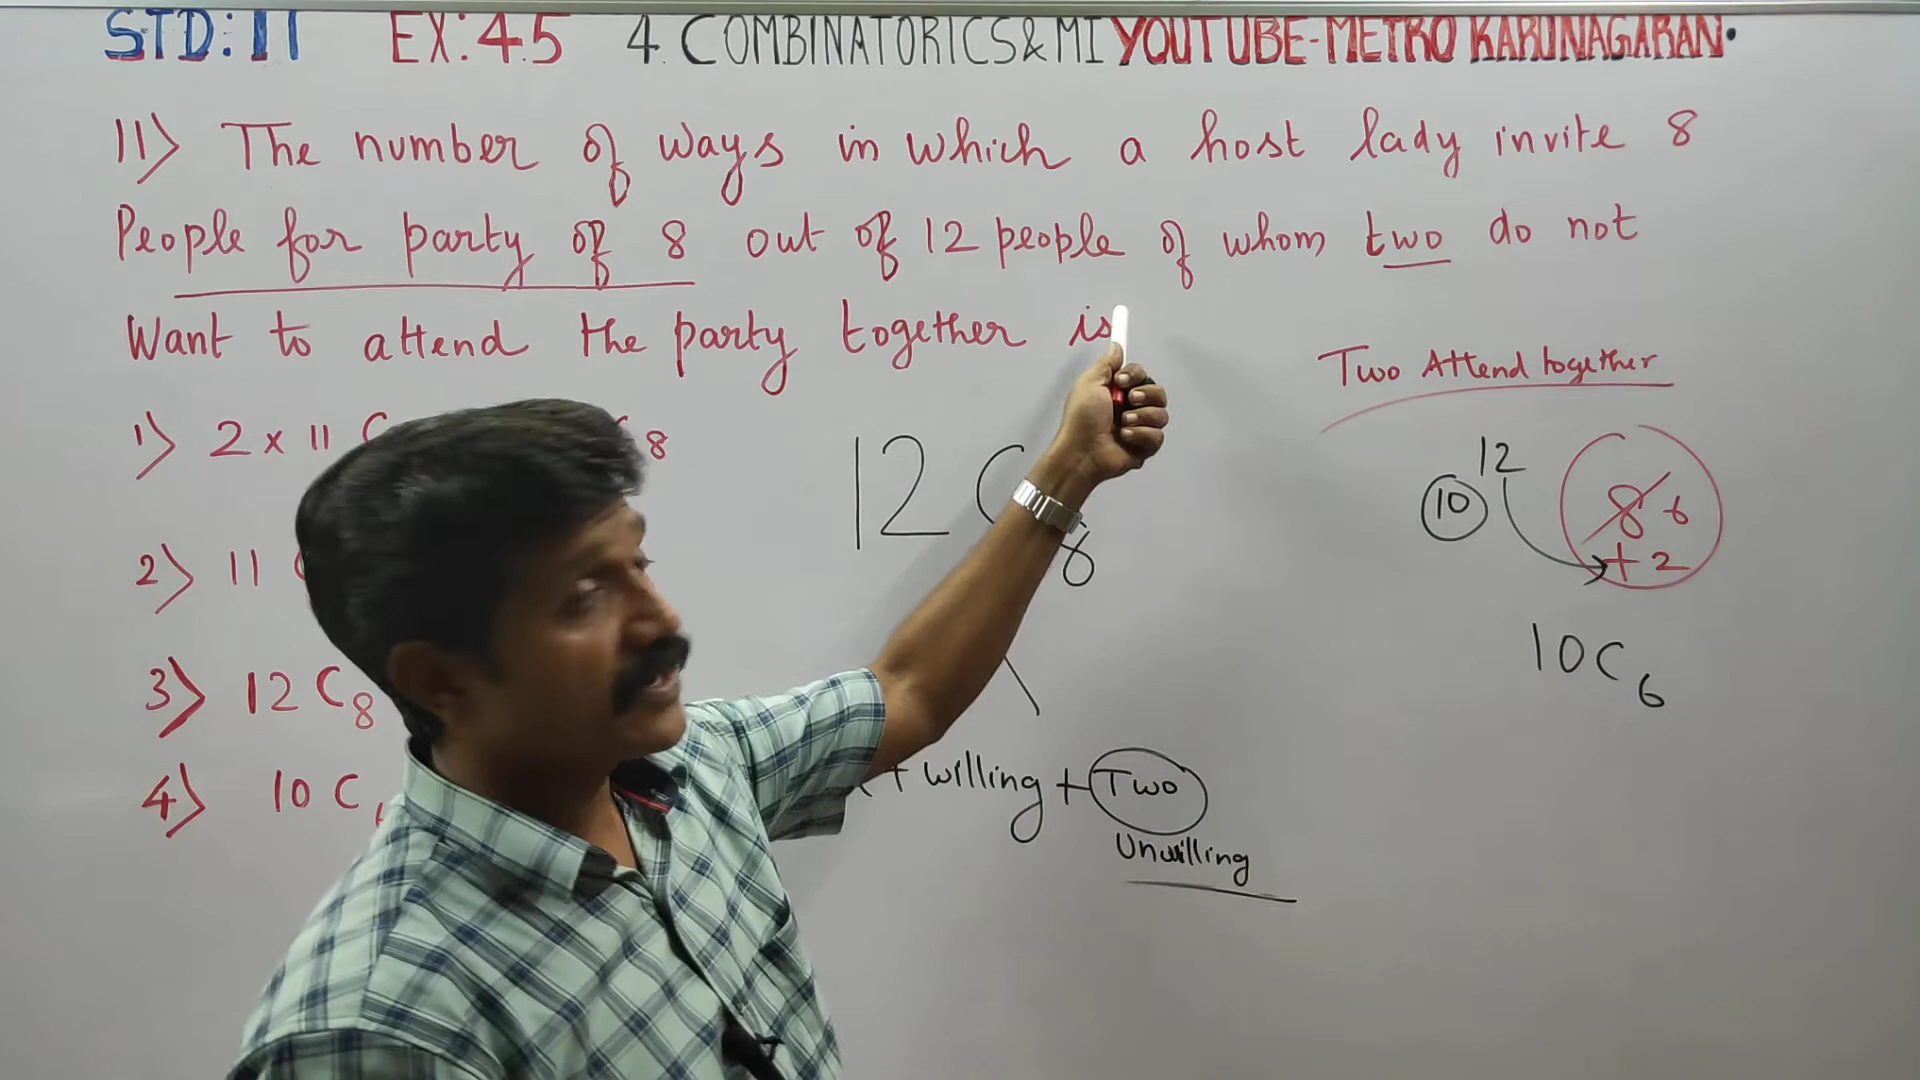 STD: 11 EX: 4.5 4. COMBINATORICS & MI YOUTUBE-METRO KARUNAGARAN.
11) The number of ways in which a host lady invite 8
People for party of 8 out of 12 people of whom two do not
Want to attend the party together is
Two Attend together
1) 2 x 11 C 8
12 C 8
12
10
8 6
+ 2
2) 11
10 C 6
3) 12 C 8
4) 10 C
+ willing + Two
Unwilling